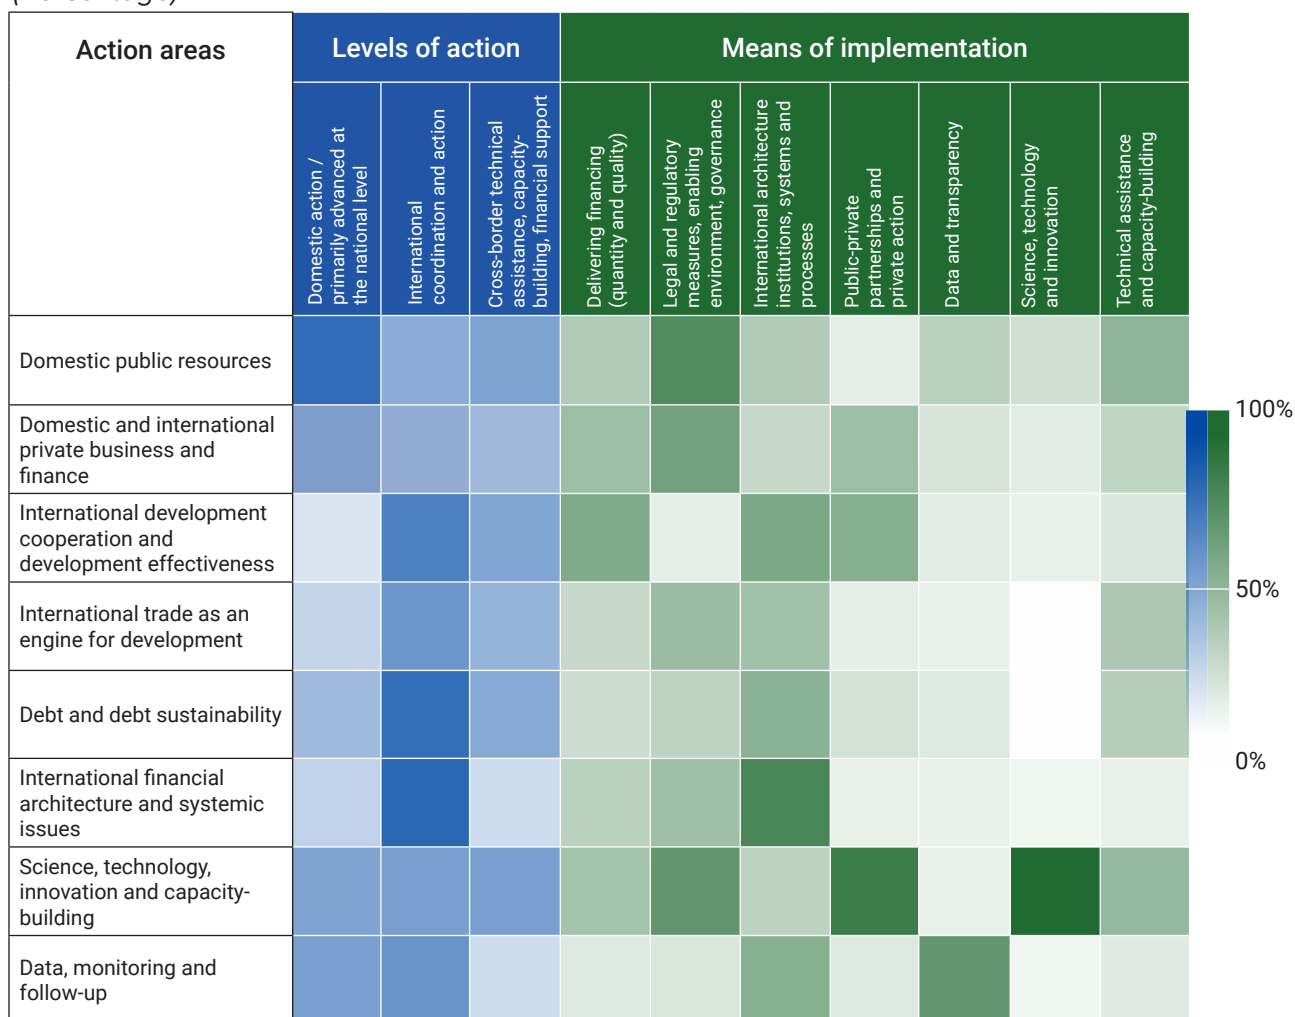 Action areas
Levels of action
Means of implementation
Domestic action /
primarily advanced at
the national level
International
coordination and action
Cross-border technical
assistance, capacity-
building, financial support
Delivering financing
(quantity and quality)
Legal and regulatory
measures, enabling
environment, governance
International architecture
institutions, systems and
processes
Public-private
partnerships and
private action
Data and transparency
Science, technology
and innovation
Technical assistance
and capacity-building
Domestic public resources
Domestic and international
private business and
finance
International development
cooperation and
development effectiveness
International trade as an
engine for development
Debt and debt sustainability
International financial
architecture and systemic
issues
Science, technology,
innovation and capacity-
building
Data, monitoring and
follow-up
100%
50%
0%